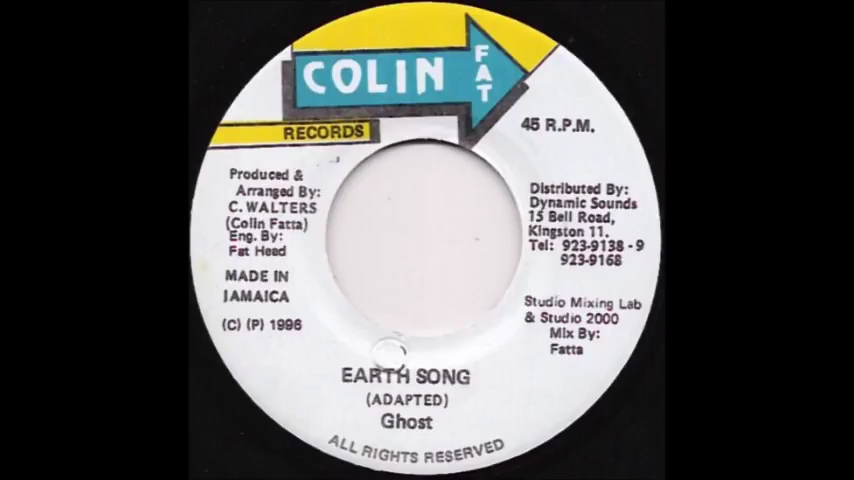 COLIN
FAT
RECORDS
45 R.P.M.
Produced &
Arranged By:
C. WALTERS
(Colin Fatta)
Eng. By:
Fat Head
MADE IN
JAMAICA
(C) (P) 1996
Distributed By:
Dynamic Sounds
15 Bell Road,
Kingston 11.
Tel: 923-9138 - 9
923-9168
Studio Mixing Lab
& Studio 2000
Mix By:
Fatta
EARTH SONG
(ADAPTED)
Ghost
ALL RIGHTS RESERVED